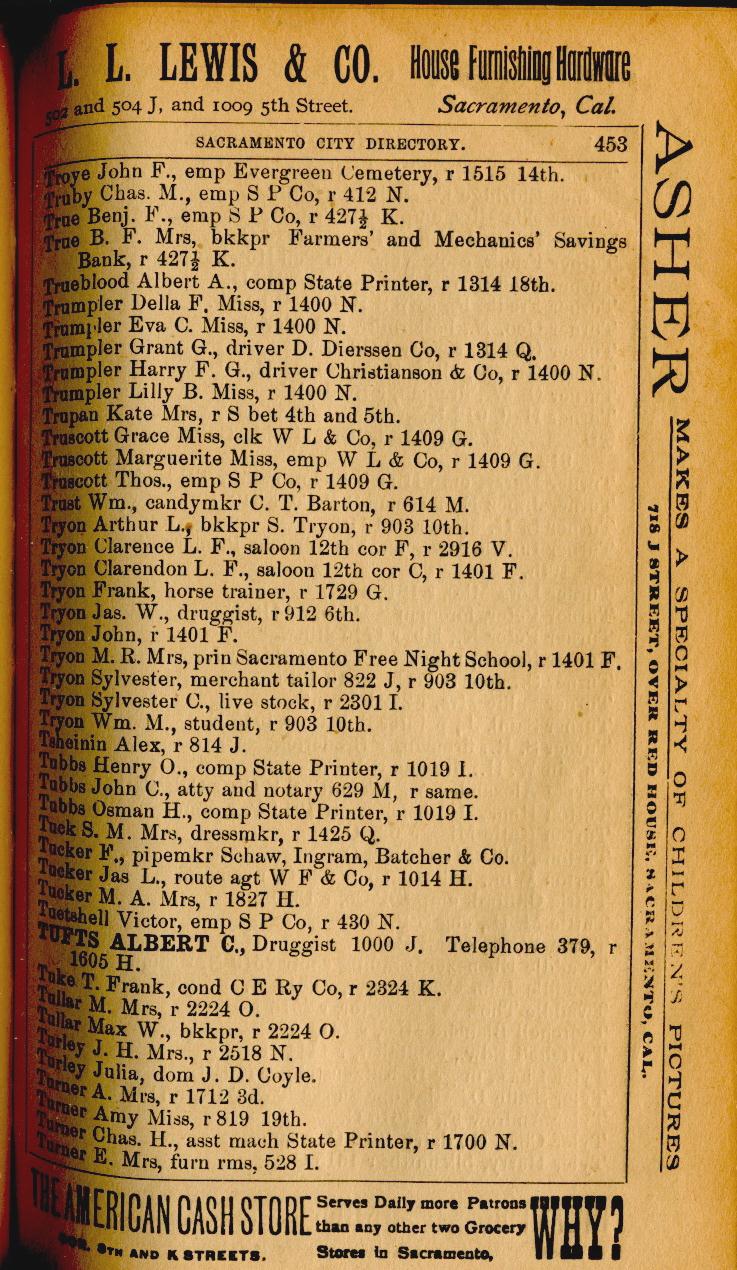 L. L. LEWIS & CO. House Furnishing Hardware
502 and 504 J, and 1009 5th Street. Sacramento, Cal.
SACRAMENTO CITY DIRECTORY. 453
Troye John F., emp Evergreen Cemetery, r 1515 14th.
Truby Chas. M., emp S P Co, r 412 N.
True Benj. F., emp S P Co, r 427½ K.
True B. F. Mrs, bkkpr Farmers' and Mechanics' Savings
Bank, r 427½ K.
Trueblood Albert A., comp State Printer, r 1314 18th.
Trumpler Della F. Miss, r 1400 N.
Trumpler Eva C. Miss, r 1400 N.
Trumpler Grant G., driver D. Dierssen Co, r 1314 Q.
Trumpler Harry F. G., driver Christianson & Co, r 1400 N.
Trumpler Lilly B. Miss, r 1400 N.
Trupan Kate Mrs, r S bet 4th and 5th.
Truscott Grace Miss, clk W L & Co, r 1409 G.
Truscott Marguerite Miss, emp W L & Co, r 1409 G.
Truscott Thos., emp S P Co, r 1409 G.
Trust Wm., candymkr C. T. Barton, r 614 M.
Tryon Arthur L., bkkpr S. Tryon, r 903 10th.
Tryon Clarence L. F., saloon 12th cor F, r 2916 V.
Tryon Clarendon L. F., saloon 12th cor C, r 1401 F.
Tryon Frank, horse trainer, r 1729 G.
Tryon Jas. W., druggist, r 912 6th.
Tryon John, r 1401 F.
Tryon M. R. Mrs, prin Sacramento Free Night School, r 1401 F.
Tryon Sylvester, merchant tailor 822 J, r 903 10th.
Tryon Sylvester C., live stock, r 2301 I.
Tryon Wm. M., student, r 903 10th.
Tsheinin Alex, r 814 J.
Tubbs Henry O., comp State Printer, r 1019 I.
Tubbs John C., atty and notary 629 M, r same.
Tubbs Osman H., comp State Printer, r 1019 I.
Tuck S. M. Mrs, dressmkr, r 1425 Q.
Tucker F., pipemkr Schaw, Ingram, Batcher & Co.
Tucker Jas L., route agt W F & Co, r 1014 H.
Tucker M. A. Mrs, r 1827 H.
Tuetshell Victor, emp S P Co, r 430 N.
TUFTS ALBERT C., Druggist 1000 J. Telephone 379, r
1605 H.
Tuke T. Frank, cond C E Ry Co, r 2324 K.
Tullar M. Mrs, r 2224 O.
Tullar Max W., bkkpr, r 2224 O.
Turley J. H. Mrs., r 2518 N.
Turley Julia, dom J. D. Coyle.
Turner A. Mrs, r 1712 3d.
Turner Amy Miss, r 819 19th.
Turner Chas. H., asst mach State Printer, r 1700 N.
Turner E. Mrs, furn rms, 528 I.
THE AMERICAN CASH STORE
8TH AND K STREETS.
Serves Daily more Patrons
than any other two Grocery
Stores in Sacramento,
WHY?
ASHER MAKES A SPECIALTY OF CHILDREN'S PICTURES
718 J STREET, OVER RED HOUSE, SACRAMENTO, CAL.